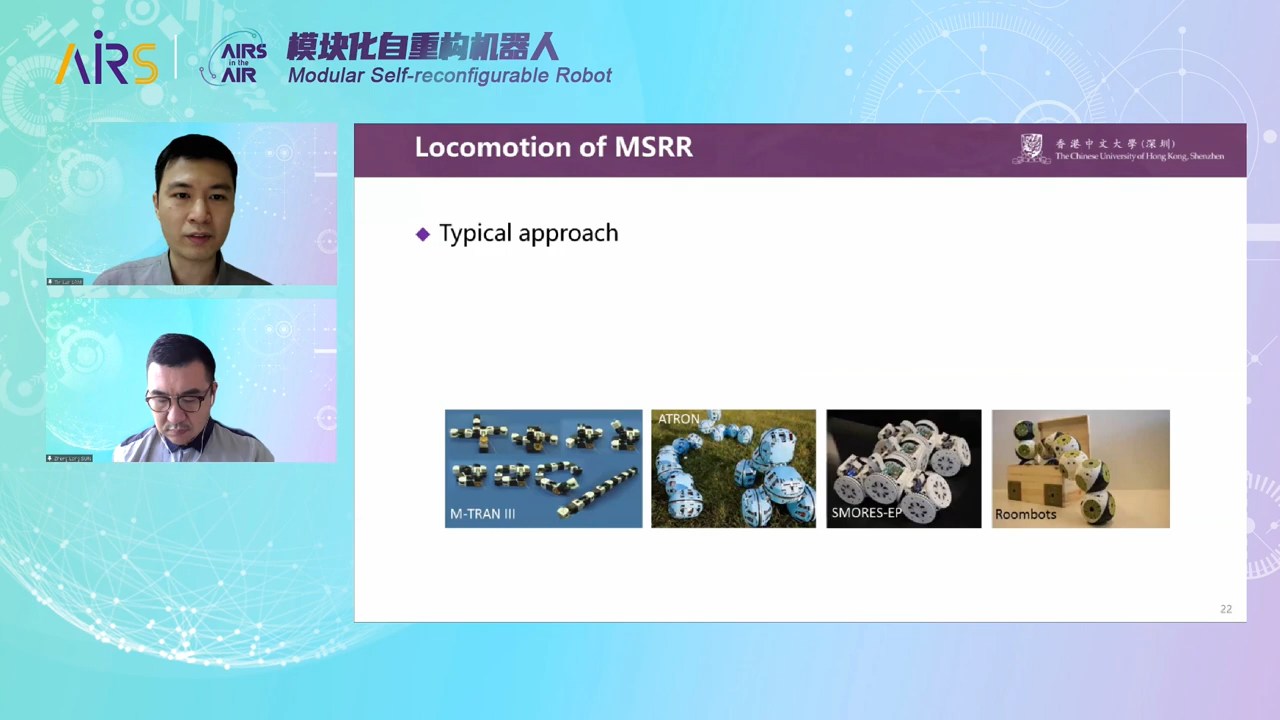 AIRS
AIRS
in the
AIR
模块化自重构机器人
Modular Self-reconfigurable Robot
Locomotion of MSRR
香港中文大學(深圳)
The Chinese University of Hong Kong, Shenzhen
◆ Typical approach
M-TRAN III
ATRON
SMORES-EP
Roombots
22